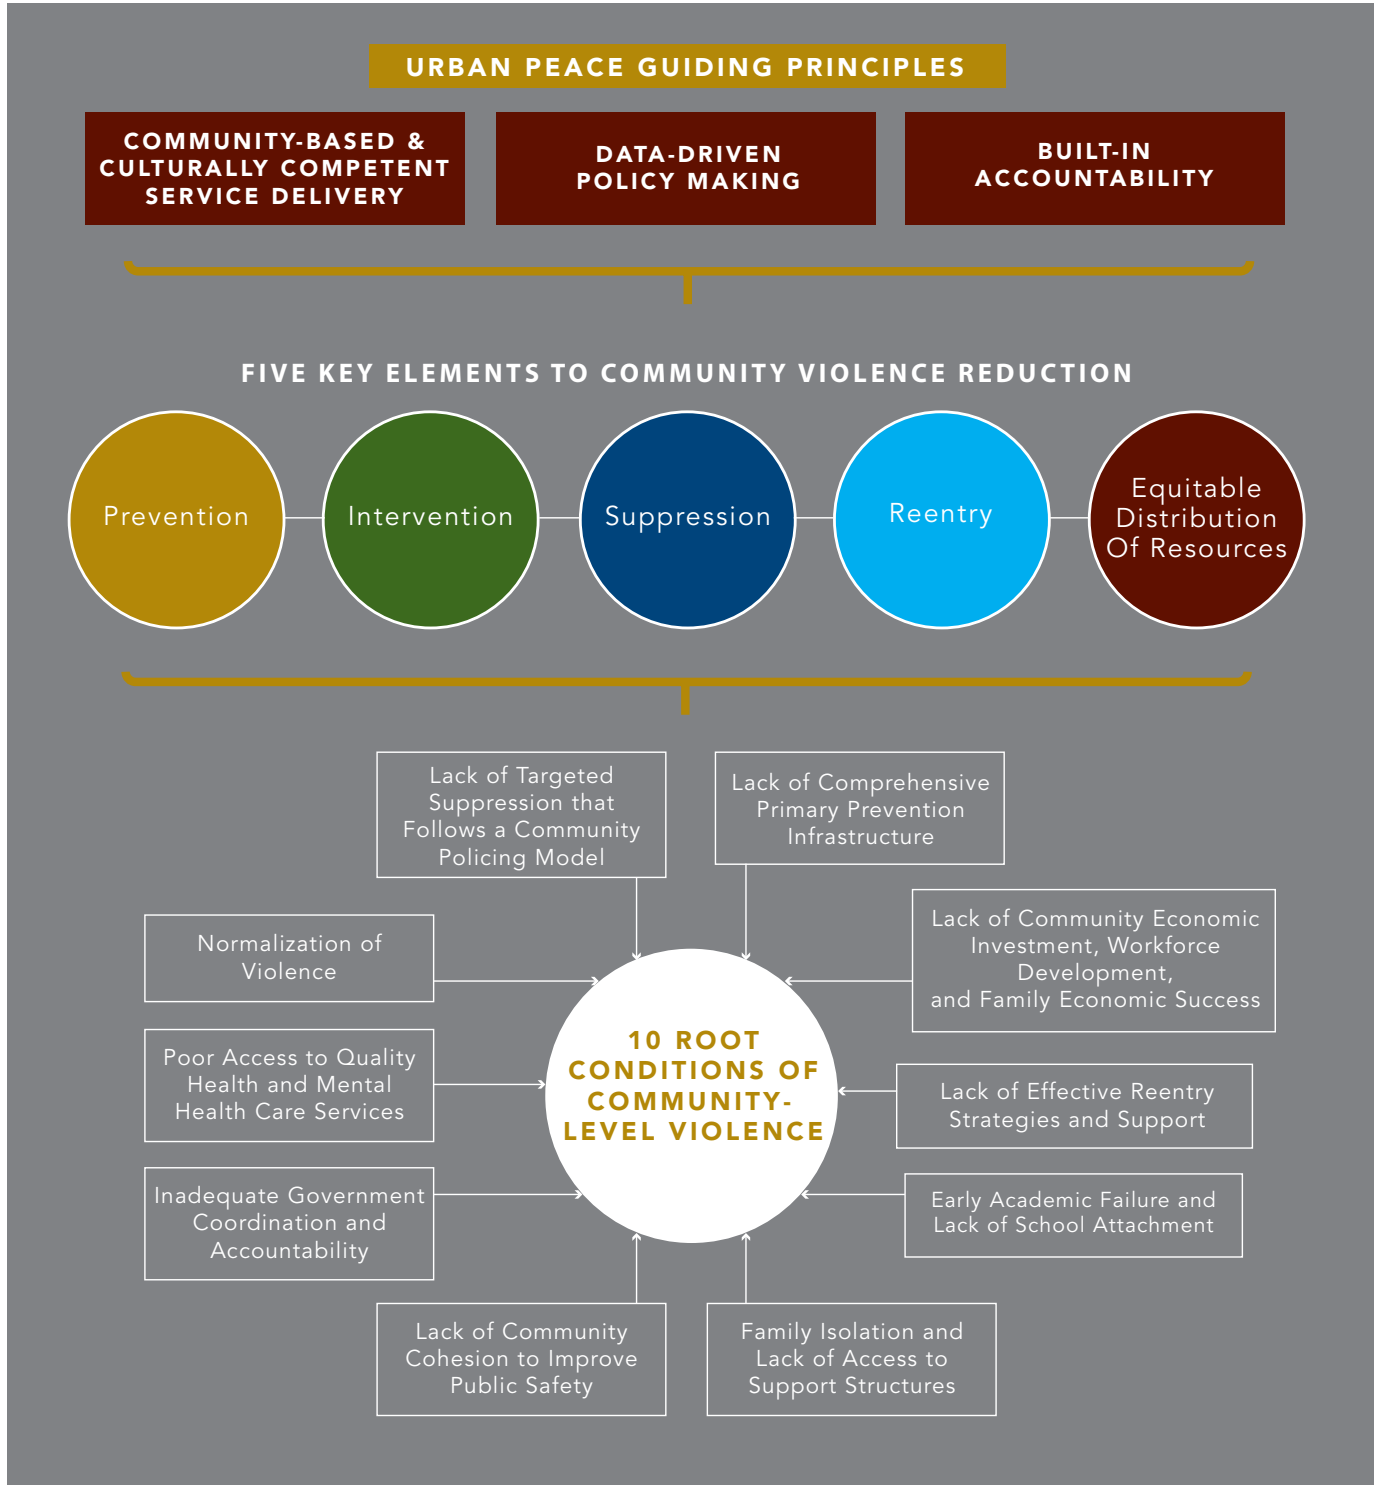 URBAN PEACE GUIDING PRINCIPLES
COMMUNITY-BASED &
CULTURALLY COMPETENT
SERVICE DELIVERY
DATA-DRIVEN
POLICY MAKING
BUILT-IN
ACCOUNTABILITY
FIVE KEY ELEMENTS TO COMMUNITY VIOLENCE REDUCTION
Prevention
Intervention
Suppression
Reentry
Equitable
Distribution
Of Resources
Lack of Targeted
Suppression that
Follows a Community
Policing Model
Lack of Comprehensive
Primary Prevention
Infrastructure
Normalization of
Violence
Lack of Community Economic
Investment, Workforce
Development,
and Family Economic Success
Poor Access to Quality
Health and Mental
Health Care Services
10 ROOT
CONDITIONS OF
COMMUNITY-
LEVEL VIOLENCE
Lack of Effective Reentry
Strategies and Support
Inadequate Government
Coordination and
Accountability
Early Academic Failure and
Lack of School Attachment
Lack of Community
Cohesion to Improve
Public Safety
Family Isolation and
Lack of Access to
Support Structures